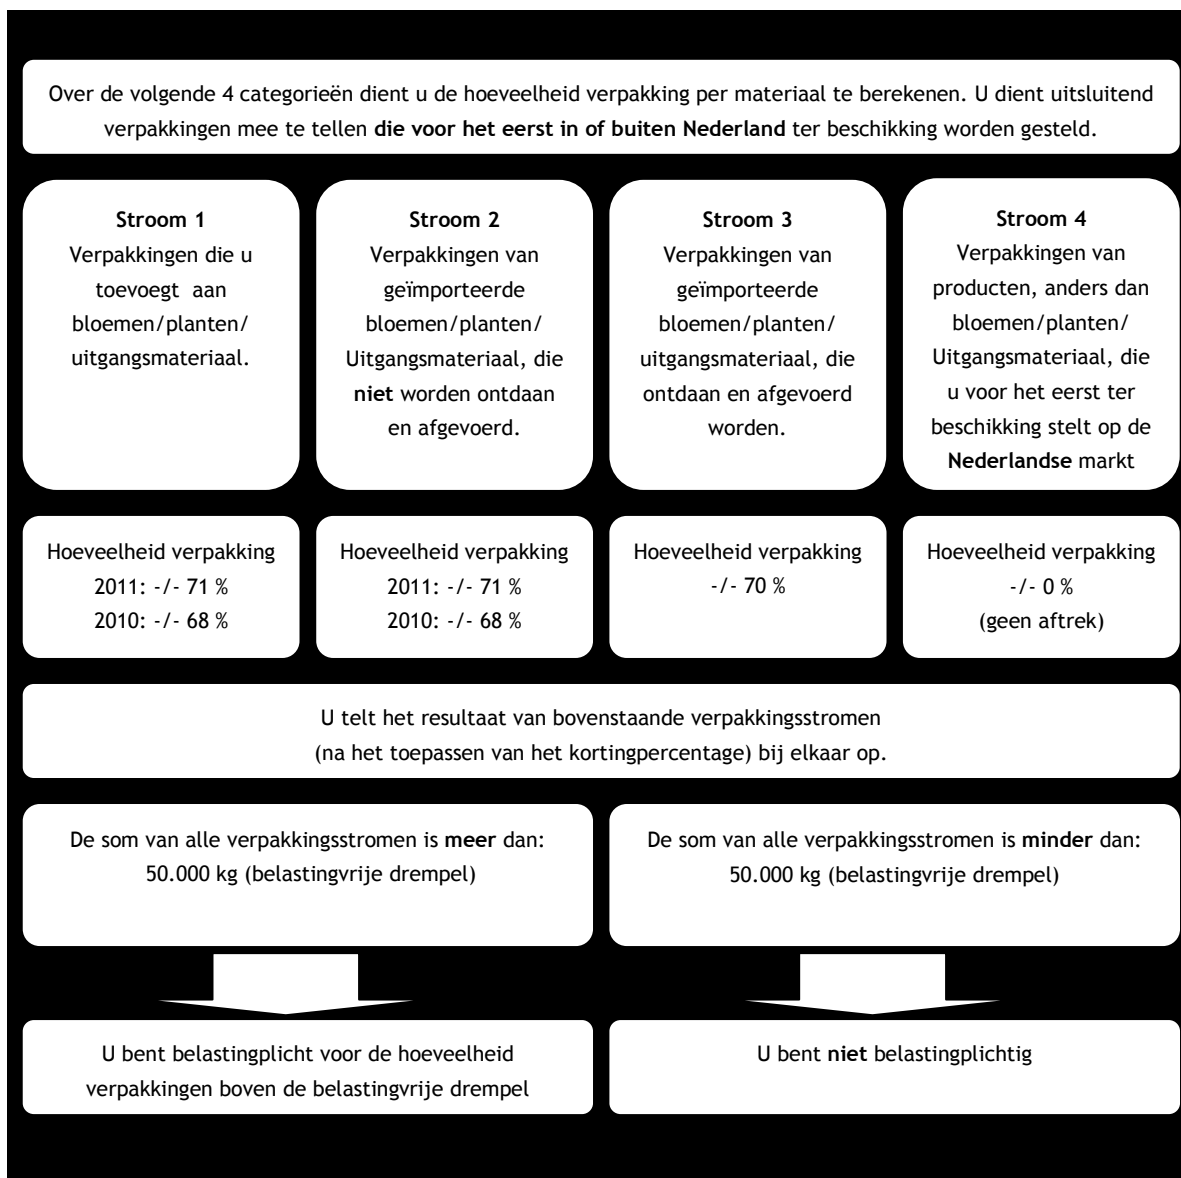 Over de volgende 4 categorieën dient u de hoeveelheid verpakking per materiaal te berekenen. U dient uitsluitend
verpakkingen mee te tellen die voor het eerst in of buiten Nederland ter beschikking worden gesteld.
Stroom 1
Verpakkingen die u
toevoegt aan
bloemen/planten/
uitgangsmateriaal.
Stroom 2
Verpakkingen van
geïmporteerde
bloemen/planten/
Uitgangsmateriaal, die
niet worden ontdaan
en afgevoerd.
Stroom 3
Verpakkingen van
geïmporteerde
bloemen/planten/
uitgangsmateriaal, die
ontdaan en afgevoerd
worden.
Stroom 4
Verpakkingen van
producten, anders dan
bloemen/planten/
Uitgangsmateriaal, die
u voor het eerst ter
beschikking stelt op de
Nederlandse markt
Hoeveelheid verpakking
2011: -/- 71 %
2010: -/- 68 %
Hoeveelheid verpakking
2011: -/- 71 %
2010: -/- 68 %
Hoeveelheid verpakking
-/- 70 %
Hoeveelheid verpakking
-/- 0 %
(geen aftrek)
U telt het resultaat van bovenstaande verpakkingsstromen
(na het toepassen van het kortingpercentage) bij elkaar op.
De som van alle verpakkingsstromen is meer dan:
50.000 kg (belastingvrije drempel)
De som van alle verpakkingsstromen is minder dan:
50.000 kg (belastingvrije drempel)
U bent belastingplicht voor de hoeveelheid
verpakkingen boven de belastingvrije drempel
U bent niet belastingplichtig